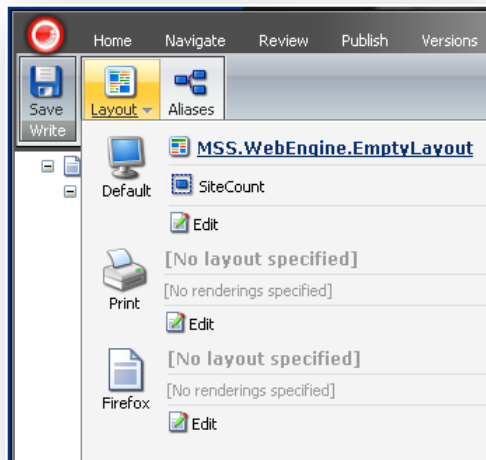 Home Navigate Review Publish Versions
Save Layout Aliases
Write
MSS.WebEngine.EmptyLayout
Default SiteCount
Edit
[No layout specified]
[No renderings specified]
Print
Edit
[No layout specified]
[No renderings specified]
Firefox
Edit